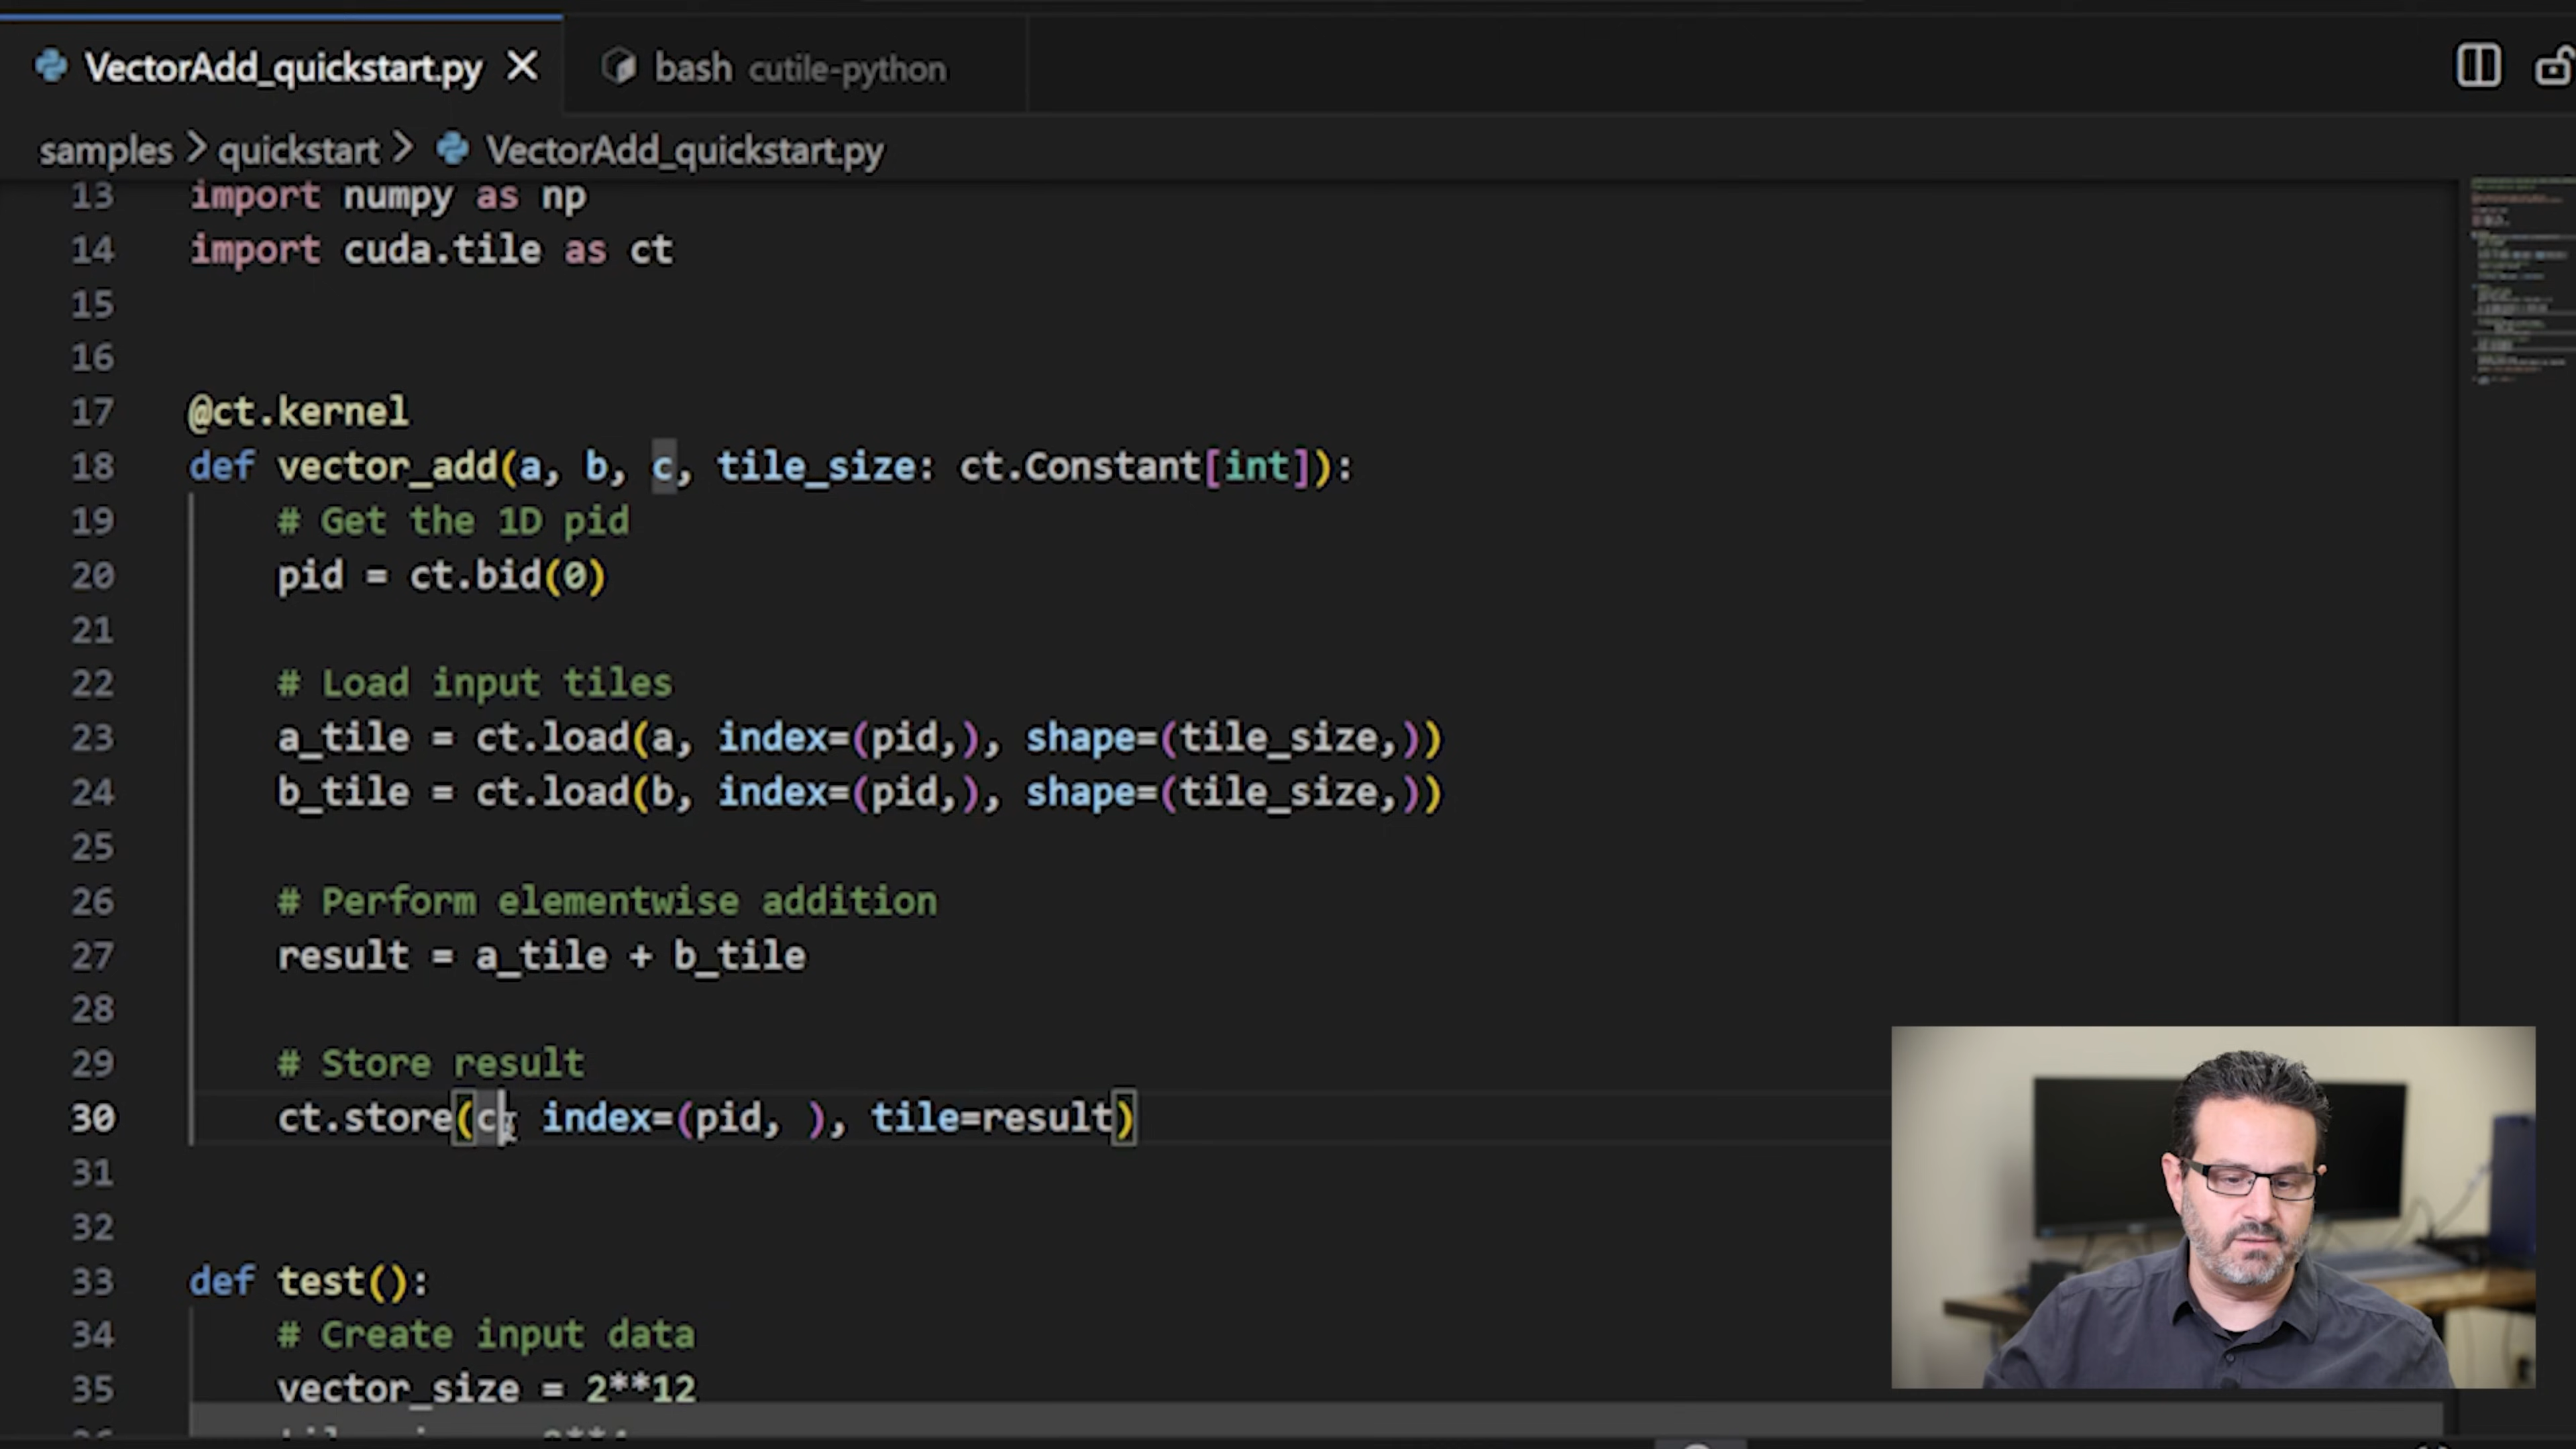 VectorAdd_quickstart.py
bash cutile-python
samples > quickstart > VectorAdd_quickstart.py
13 import numpy as np
14 import cuda.tile as ct
15
16
17 @ct.kernel
18 def vector_add(a, b, c, tile_size: ct.Constant[int]):
19     # Get the 1D pid
20     pid = ct.bid(0)
21
22     # Load input tiles
23     a_tile = ct.load(a, index=(pid,), shape=(tile_size,))
24     b_tile = ct.load(b, index=(pid,), shape=(tile_size,))
25
26     # Perform elementwise addition
27     result = a_tile + b_tile
28
29     # Store result
30     ct.store(c, index=(pid, ), tile=result)
31
32
33 def test():
34     # Create input data
35     vector_size = 2**12